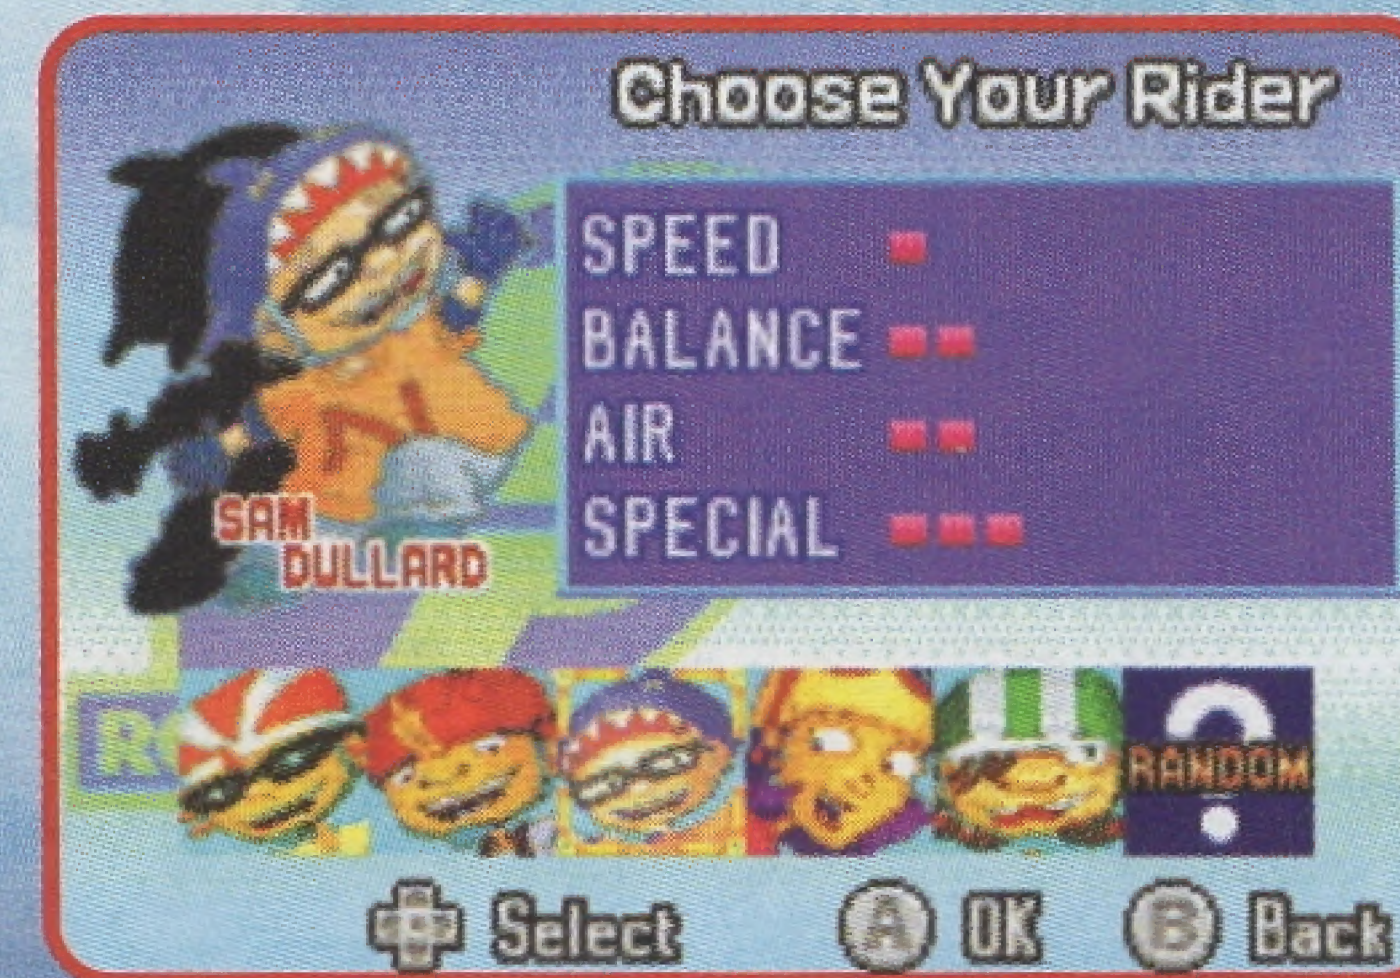 Choose Your Rider
SPEED
BALANCE
AIR
SPECIAL
SAM
DULLARD
RANDOM
Select
A OK
B Back